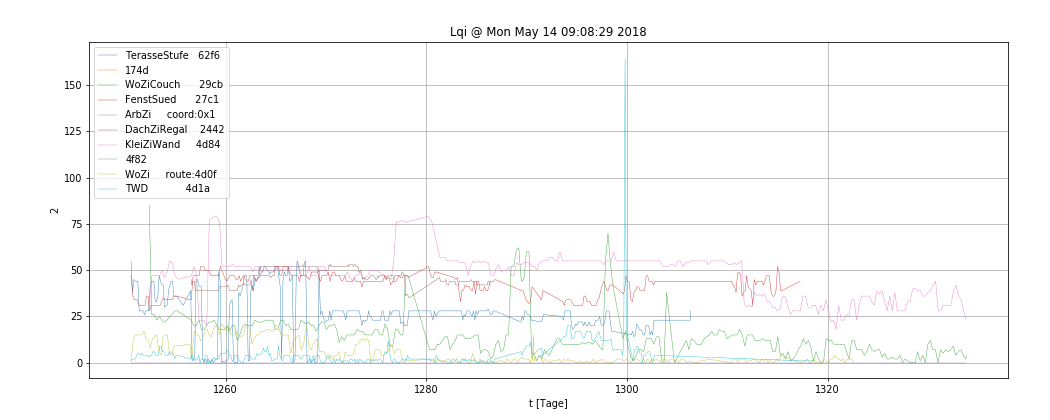 Lqi @ Mon May 14 09:08:29 2018
TerasseStufe 62f6
174d
WoZiCouch 29cb
FenstSued 27c1
ArbZi coord:0x1
DachZiRegal 2442
KleiZiWand 4d84
4f82
WoZi route:4d0f
TWD 4d1a
150
125
100
75
50
25
0
2
1260 1280 1300 1320
t [Tage]